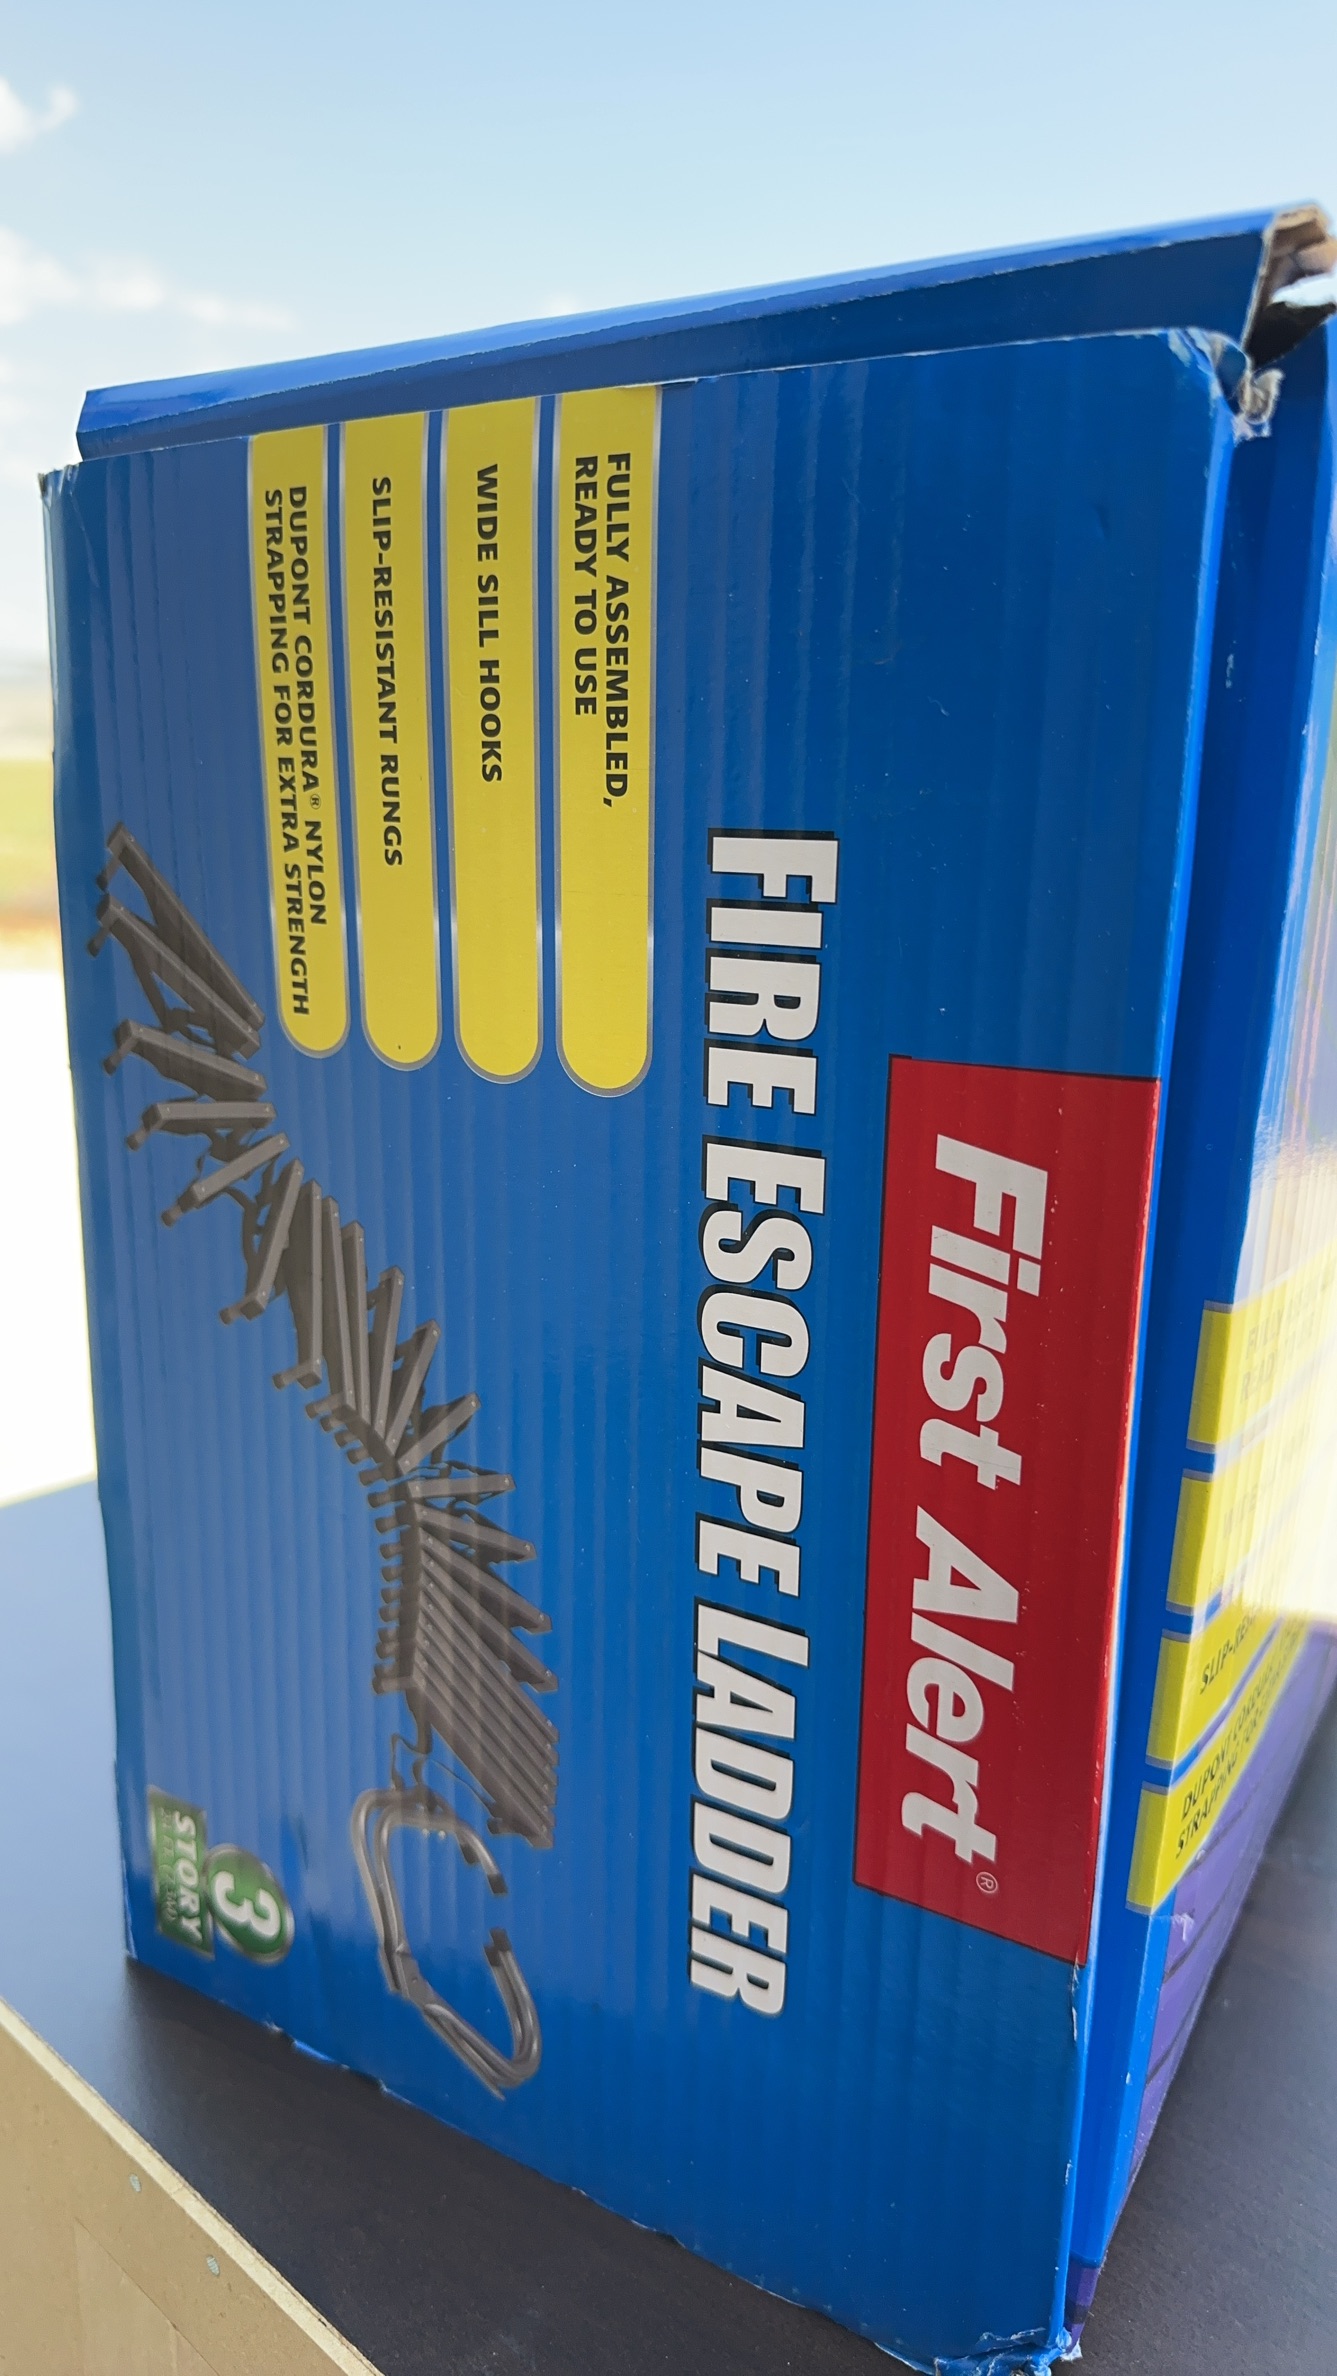 First Alert®
FIRE ESCAPE LADDER
FULLY ASSEMBLED,
READY TO USE
WIDE SILL HOOKS
SLIP-RESISTANT RUNGS
DUPONT CORDURA® NYLON
STRAPPING FOR EXTRA STRENGTH
3
STORY
DUPONT